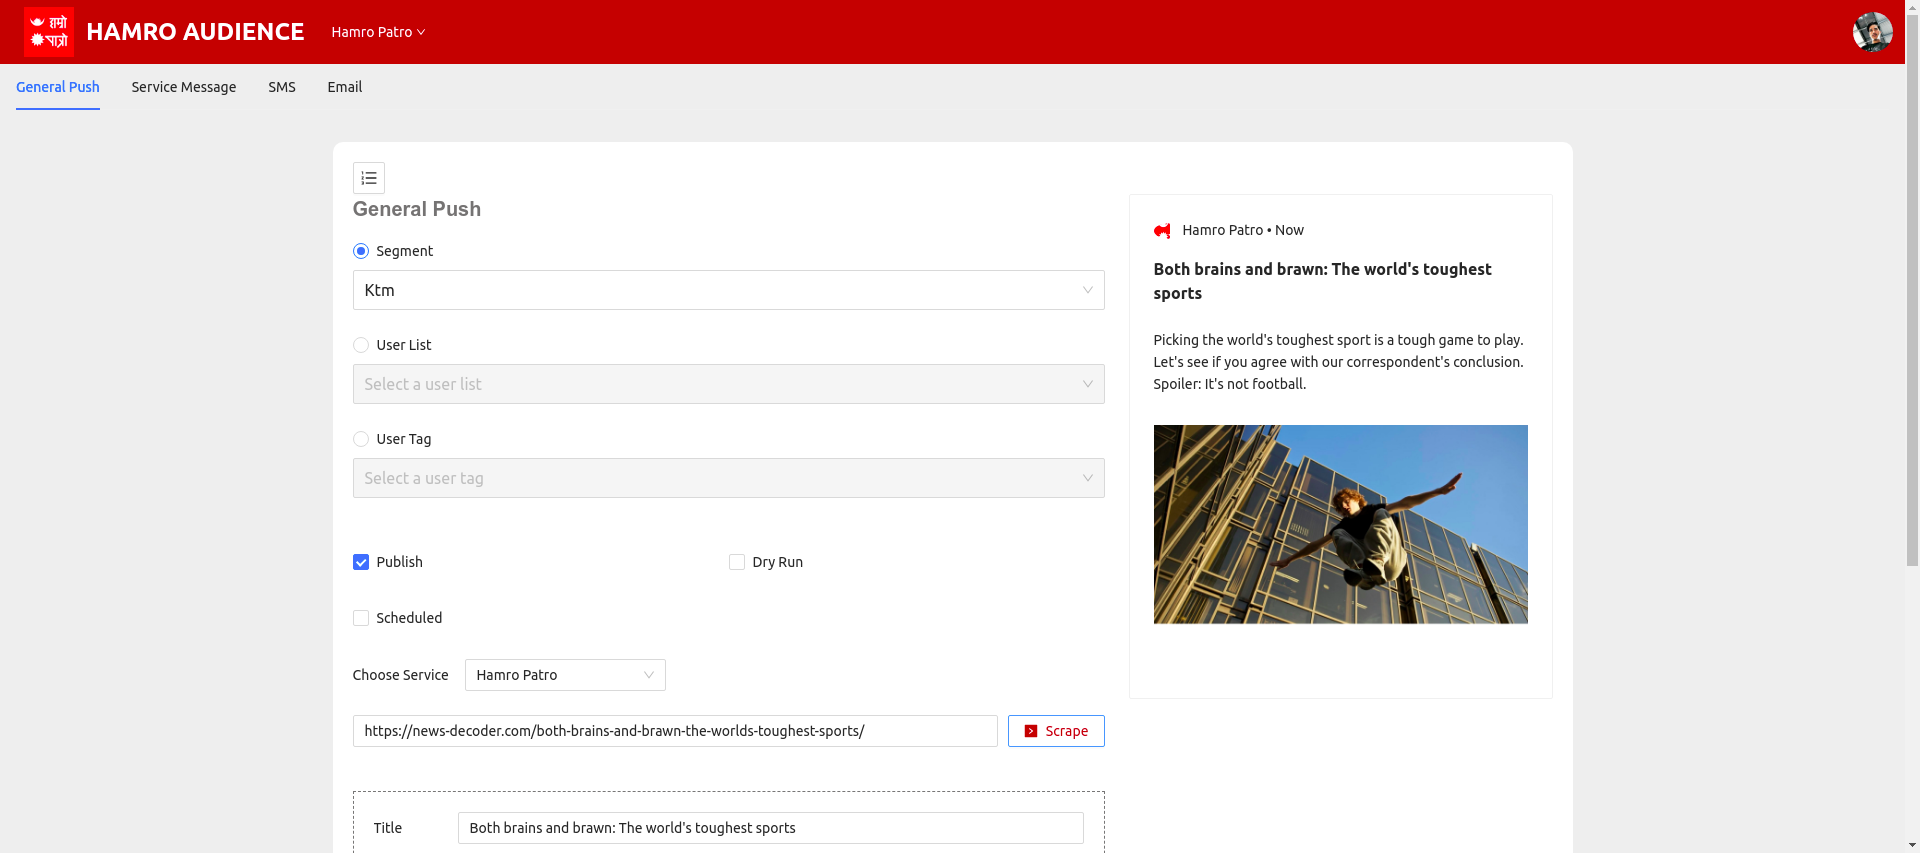 हाम्रो
पात्रो
HAMRO AUDIENCE
Hamro Patro
General Push
Service Message
SMS
Email
General Push
Segment
Ktm
User List
Select a user list
User Tag
Select a user tag
Publish
Dry Run
Scheduled
Choose Service
Hamro Patro
https://news-decoder.com/both-brains-and-brawn-the-worlds-toughest-sports/
Scrape
Title
Both brains and brawn: The world's toughest sports
Hamro Patro • Now
Both brains and brawn: The world's toughest
sports
Picking the world's toughest sport is a tough game to play.
Let's see if you agree with our correspondent's conclusion.
Spoiler: It's not football.